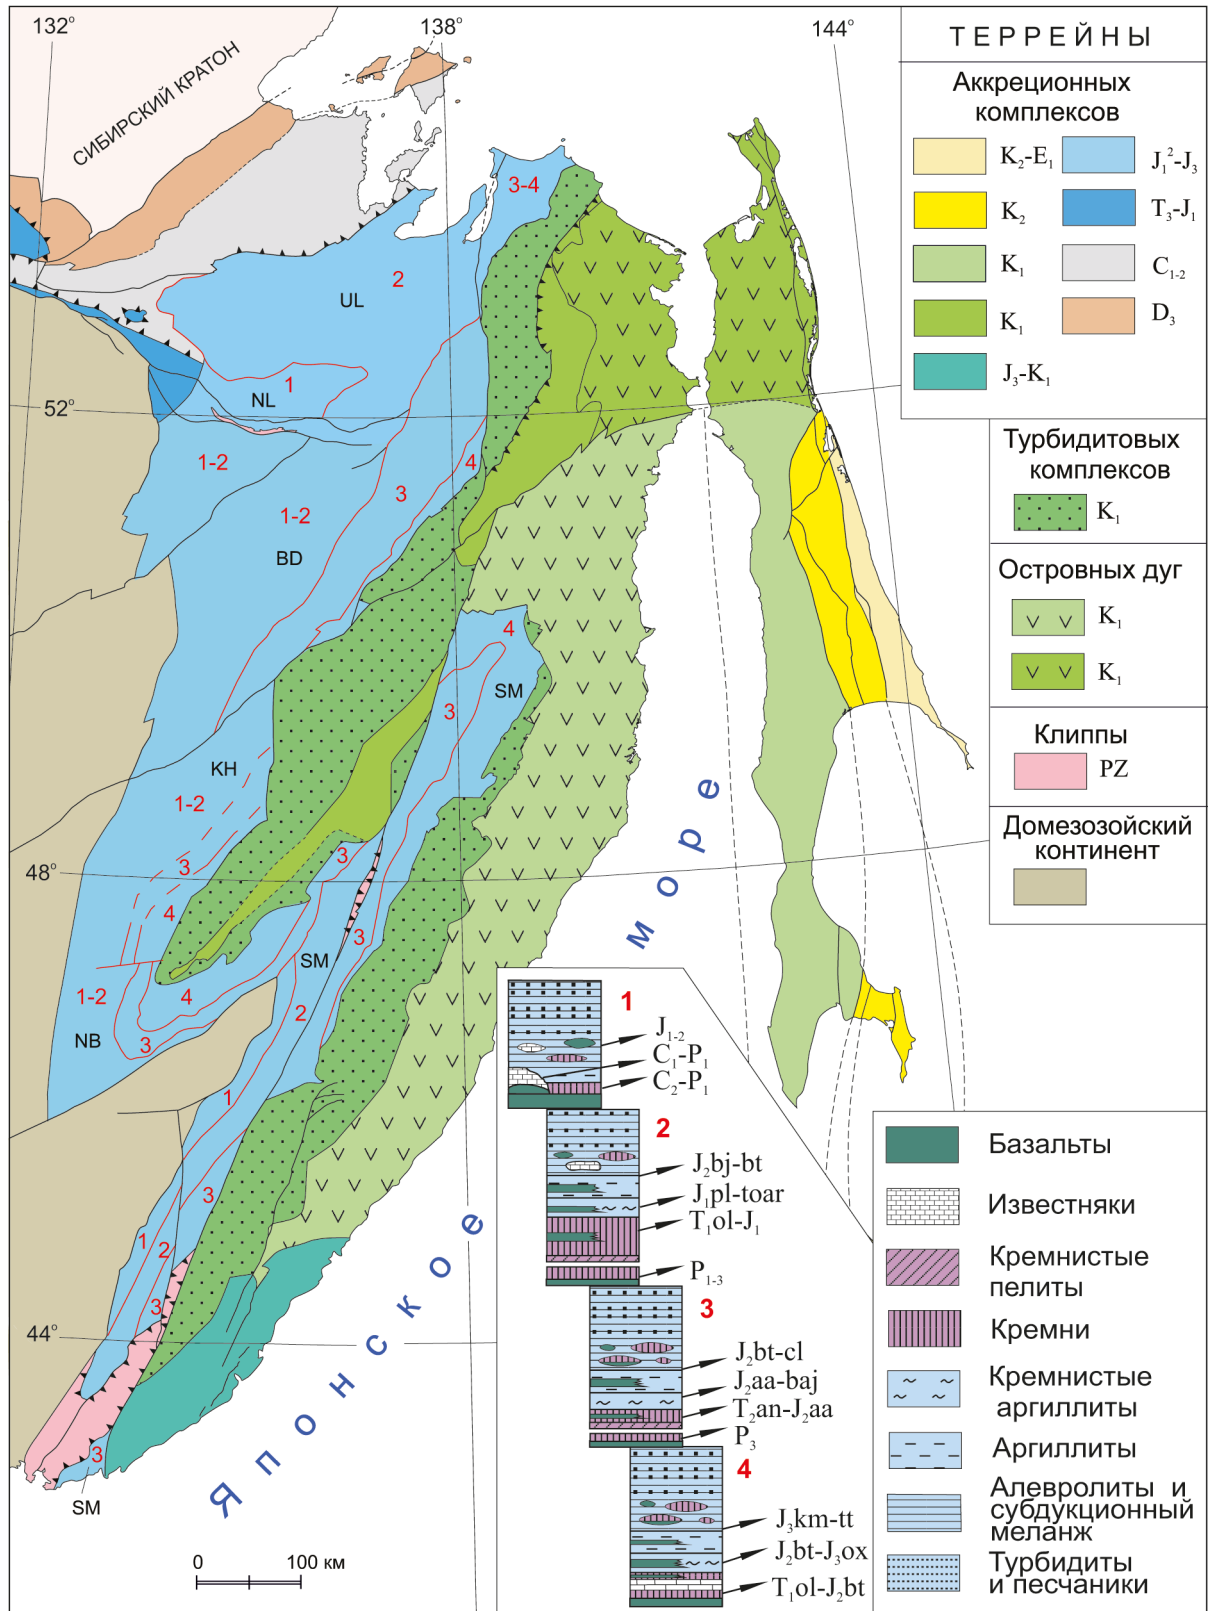 132°
138°
144°
СИБИРСКИЙ КРАТОН
3-4
2
UL
1
NL
52°
1-2
4
3
1-2
BD
4
SM
3
KH
1-2
3
3
48°
4
3
SM
1-2
4
2
NB
3
1
3
1
2
3
44°
3
SM
Японское море
0 100 км
ТЕРРЕЙНЫ
Аккреционных
комплексов
K₂-E₁
J₁²-J₃
K₂
T₃-J₁
K₁
C₁₋₂
K₁
D₃
J₃-K₁
Турбидитовых
комплексов
K₁
Островных дуг
K₁
K₁
Клиппы
PZ
Домезозойский
континент
1
J₁₋₂
C₁-P₁
C₂-P₁
2
J₂bj-bt
J₁pl-toar
T₁ol-J₁
P₁₋₃
3
J₂bt-cl
J₂aa-baj
T₂an-J₂aa
P₃
4
J₃km-tt
J₂bt-J₃ox
T₁ol-J₂bt
Базальты
Известняки
Кремнистые
пелиты
Кремни
Кремнистые
аргиллиты
Аргиллиты
Алевролиты и
субдукционный
меланж
Турбидиты
и песчаники